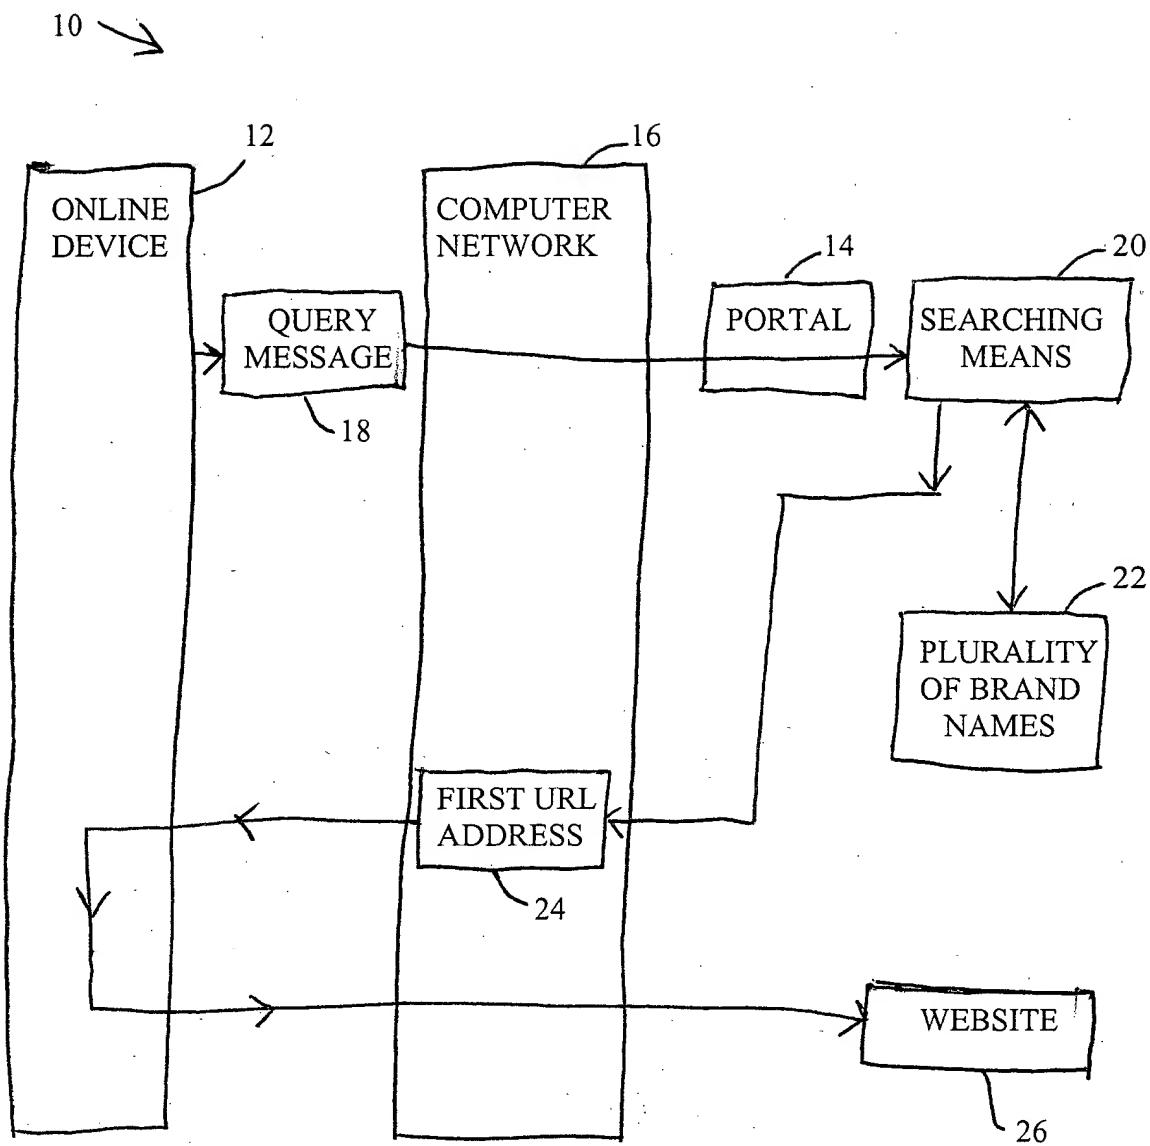 10
12
16
ONLINE
DEVICE
COMPUTER
NETWORK
14
20
QUERY
MESSAGE
PORTAL
SEARCHING
MEANS
18
22
PLURALITY
OF BRAND
NAMES
FIRST URL
ADDRESS
24
WEBSITE
26